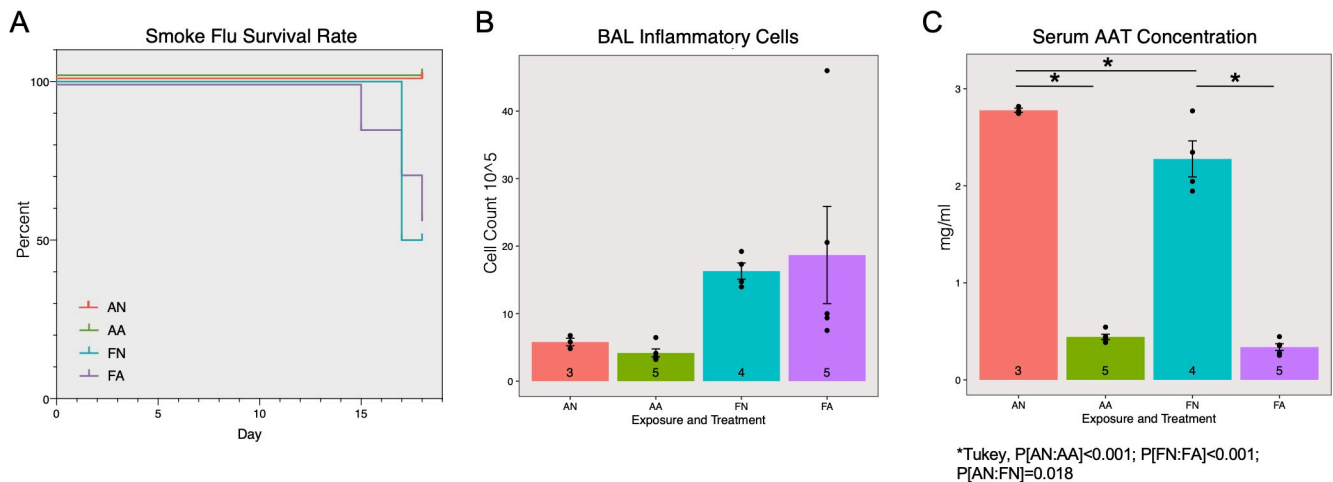 A
Smoke Flu Survival Rate
Percent
100
50
0
AN
AA
FN
FA
0 5 10 15
Day
B
BAL Inflammatory Cells
Cell Count 10^5
40
30
20
10
0
3 5 4 5
AN AA FN FA
Exposure and Treatment
C
Serum AAT Concentration
mg/ml
3
2
1
0
* * *
3 5 4 5
AN AA FN FA
Exposure and Treatment
*Tukey, P[AN:AA]<0.001; P[FN:FA]<0.001;
P[AN:FN]=0.018